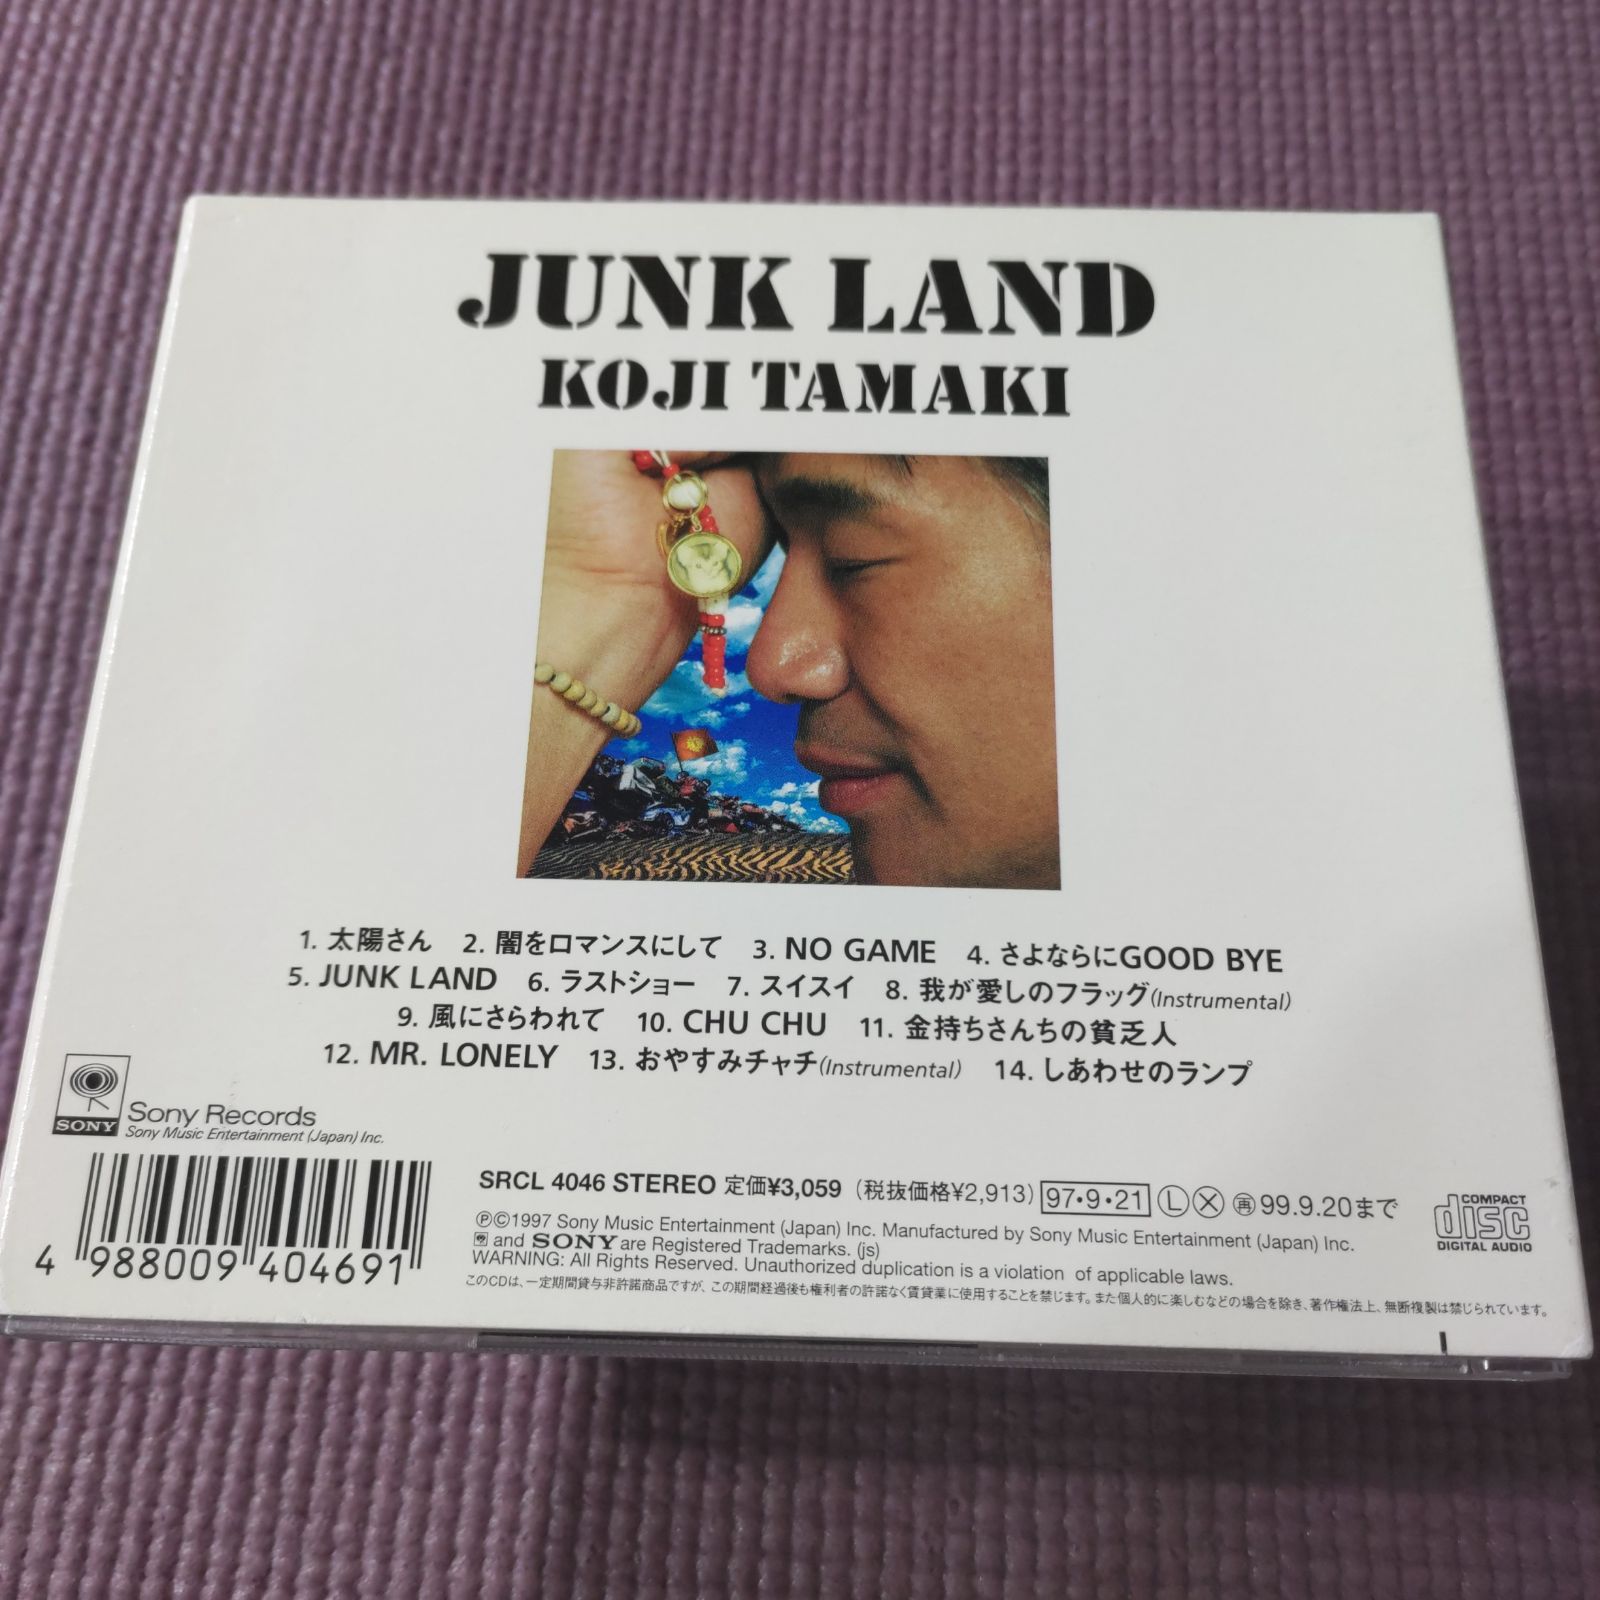 JUNK LAND
KOJI TAMAKI
1. 太陽さん 2. 闇をロマンスにして 3. NO GAME 4. さよならにGOOD BYE
5. JUNK LAND 6. ラストショー 7. スイスイ 8. 我が愛しのフラッグ(Instrumental)
9. 風にさらわれて 10. CHU CHU 11. 金持ちさんちの貧乏人
12. MR. LONELY 13. おやすみチャチ(Instrumental) 14. しあわせのランプ
SONY
Sony Records
Sony Music Entertainment (Japan) Inc.
4 988009 404691
SRCL 4046 STEREO 定価¥3,059 (税抜価格¥2,913) 97・9・21 Ⓛ Ⓧ ㊢99.9.20まで
ⓅⒸ1997 Sony Music Entertainment (Japan) Inc. Manufactured by Sony Music Entertainment (Japan) Inc.
and SONY are Registered Trademarks. (js)
WARNING: All Rights Reserved. Unauthorized duplication is a violation of applicable laws.
このCDは、一定期間貸与非許諾商品ですが、この期間経過後も権利者の許諾なく賃貸業に使用することを禁じます。また個人的に楽しむなどの場合を除き、著作権法上、無断複製は禁じられています。
COMPACT
disc
DIGITAL AUDIO